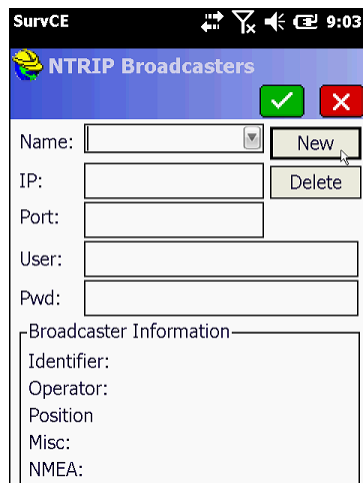 SurvCE 9:03
NTRIP Broadcasters
Name: New
IP: Delete
Port:
User:
Pwd:
Broadcaster Information
Identifier:
Operator:
Position
Misc:
NMEA: